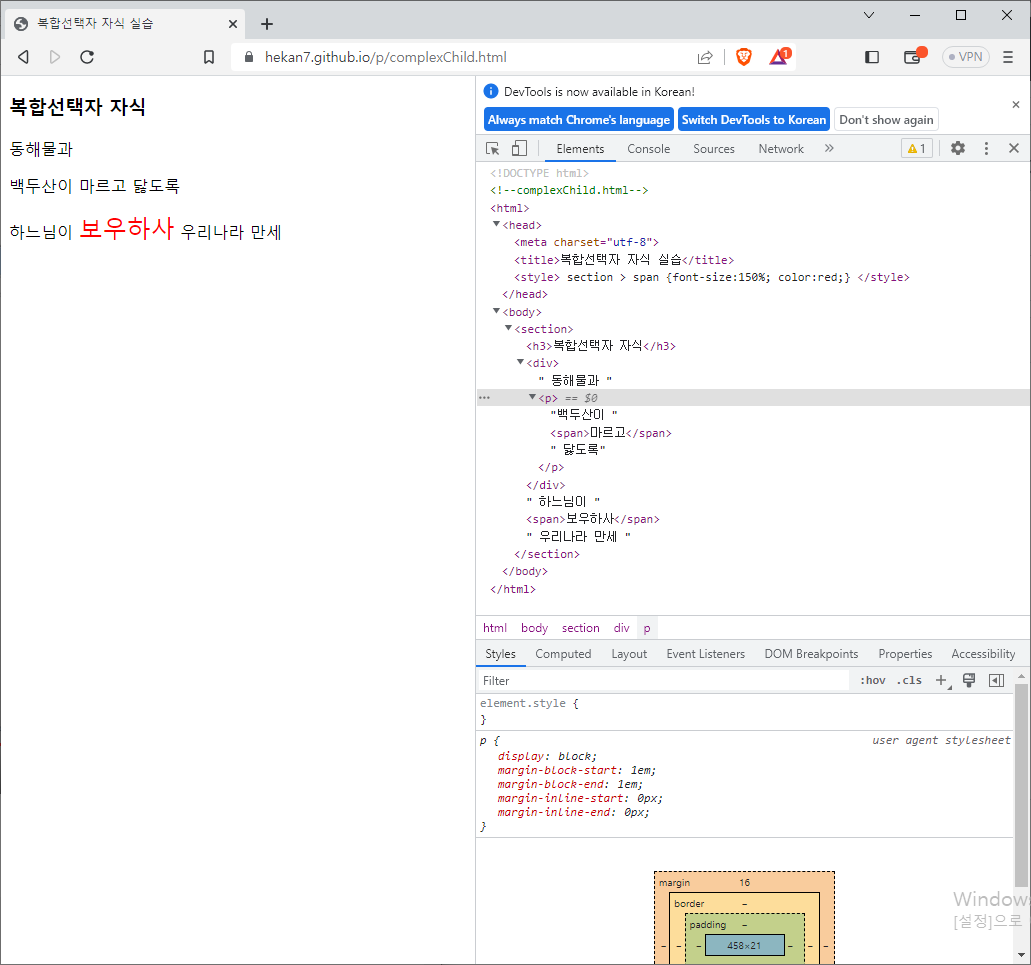 복합선택자 자식 실습
hekan7.github.io/p/complexChild.html
1
VPN
복합선택자 자식
동해물과
백두산이 마르고 닳도록
하느님이 보우하사 우리나라 만세
DevTools is now available in Korean!
Always match Chrome's language
Switch DevTools to Korean
Don't show again
Elements Console Sources Network » 1
<!DOCTYPE html>
<!--complexChild.html-->
<html>
<head>
<meta charset="utf-8">
<title>복합선택자 자식 실습</title>
<style> section > span {font-size:150%; color:red;} </style>
</head>
<body>
<section>
<h3>복합선택자 자식</h3>
<div>
" 동해물과 "
<p> == $0
"백두산이 "
<span>마르고</span>
" 닳도록"
</p>
</div>
" 하느님이 "
<span>보우하사</span>
" 우리나라 만세 "
</section>
</body>
</html>
html body section div p
Styles Computed Layout Event Listeners DOM Breakpoints Properties Accessibility
Filter :hov .cls +
element.style {
}
p { user agent stylesheet
display: block;
margin-block-start: 1em;
margin-block-end: 1em;
margin-inline-start: 0px;
margin-inline-end: 0px;
}
margin 16
border –
padding –
– – – 458×21 – – –
Windows
[설정]으로